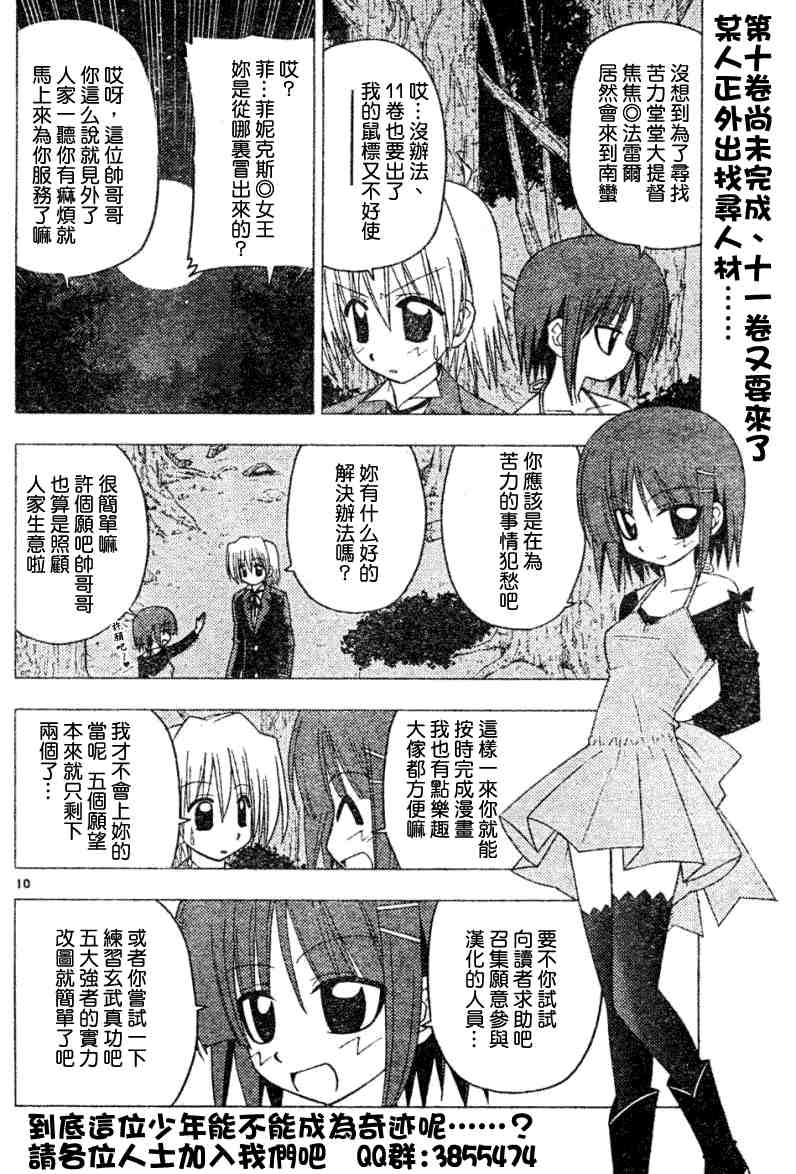 第十卷尚未完成、十一卷又要來了
某人正外出找尋人材……
沒想到為了尋找
苦力堂堂大提督
焦焦◎法雷爾
居然會來到南蠻
哎…沒辦法、
11卷也要出了
我的鼠標又不好使
哎？
菲…菲妮克斯◎女王
妳是從哪裏冒出來的？
哎呀，這位帥哥哥
你這么說就見外了
人家一聽你有麻煩就
馬上來為你服務了嘛
你應該是在為
苦力的事情犯愁吧
妳有什么好的
解決辦法嗎？
很簡單嘛
許個願吧帥哥哥
也算是照顧
人家生意啦
許願吧～
這樣一來你就能
按時完成漫畫
我也有點樂趣
大傢都方便嘛
我才不會上妳的
當呢 五個願望
本來就只剩下
兩個了…
10
要不你試試
向讀者求助吧
召集願意參與
漢化的人員…
或者你嘗試一下
練習玄武真功吧
五大強者的實力
改圖就簡單了吧
到底這位少年能不能成為奇迹呢……？
請各位人士加入我們吧 QQ群:3855474